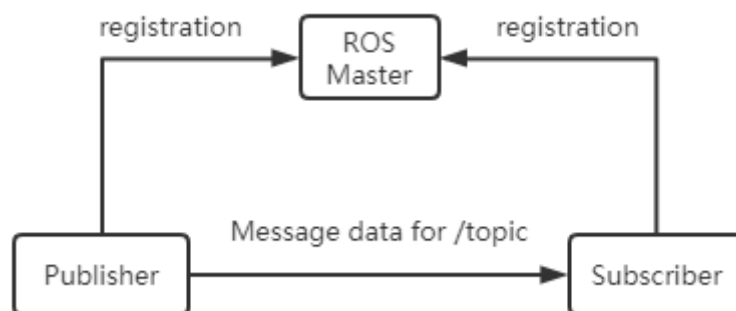 registration
ROS
Master
registration
Message data for /topic
Publisher
Subscriber